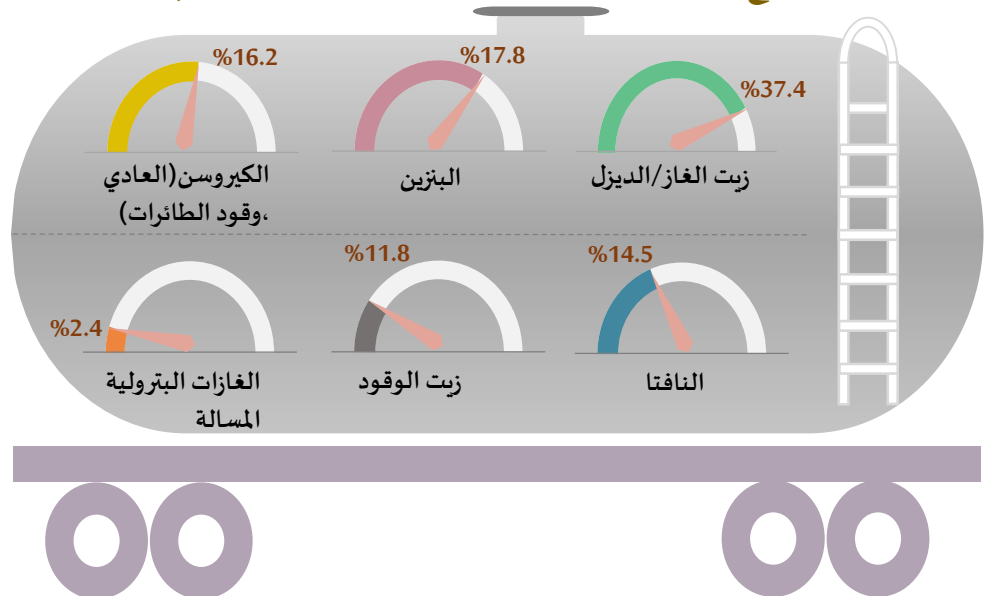 %37.4
زيت الغاز/الديزل
%17.8
البنزين
%16.2
الكيروسن(العادي
،وقود الطائرات)
%14.5
النافتا
%11.8
زيت الوقود
%2.4
الغازات البترولية
المسالة